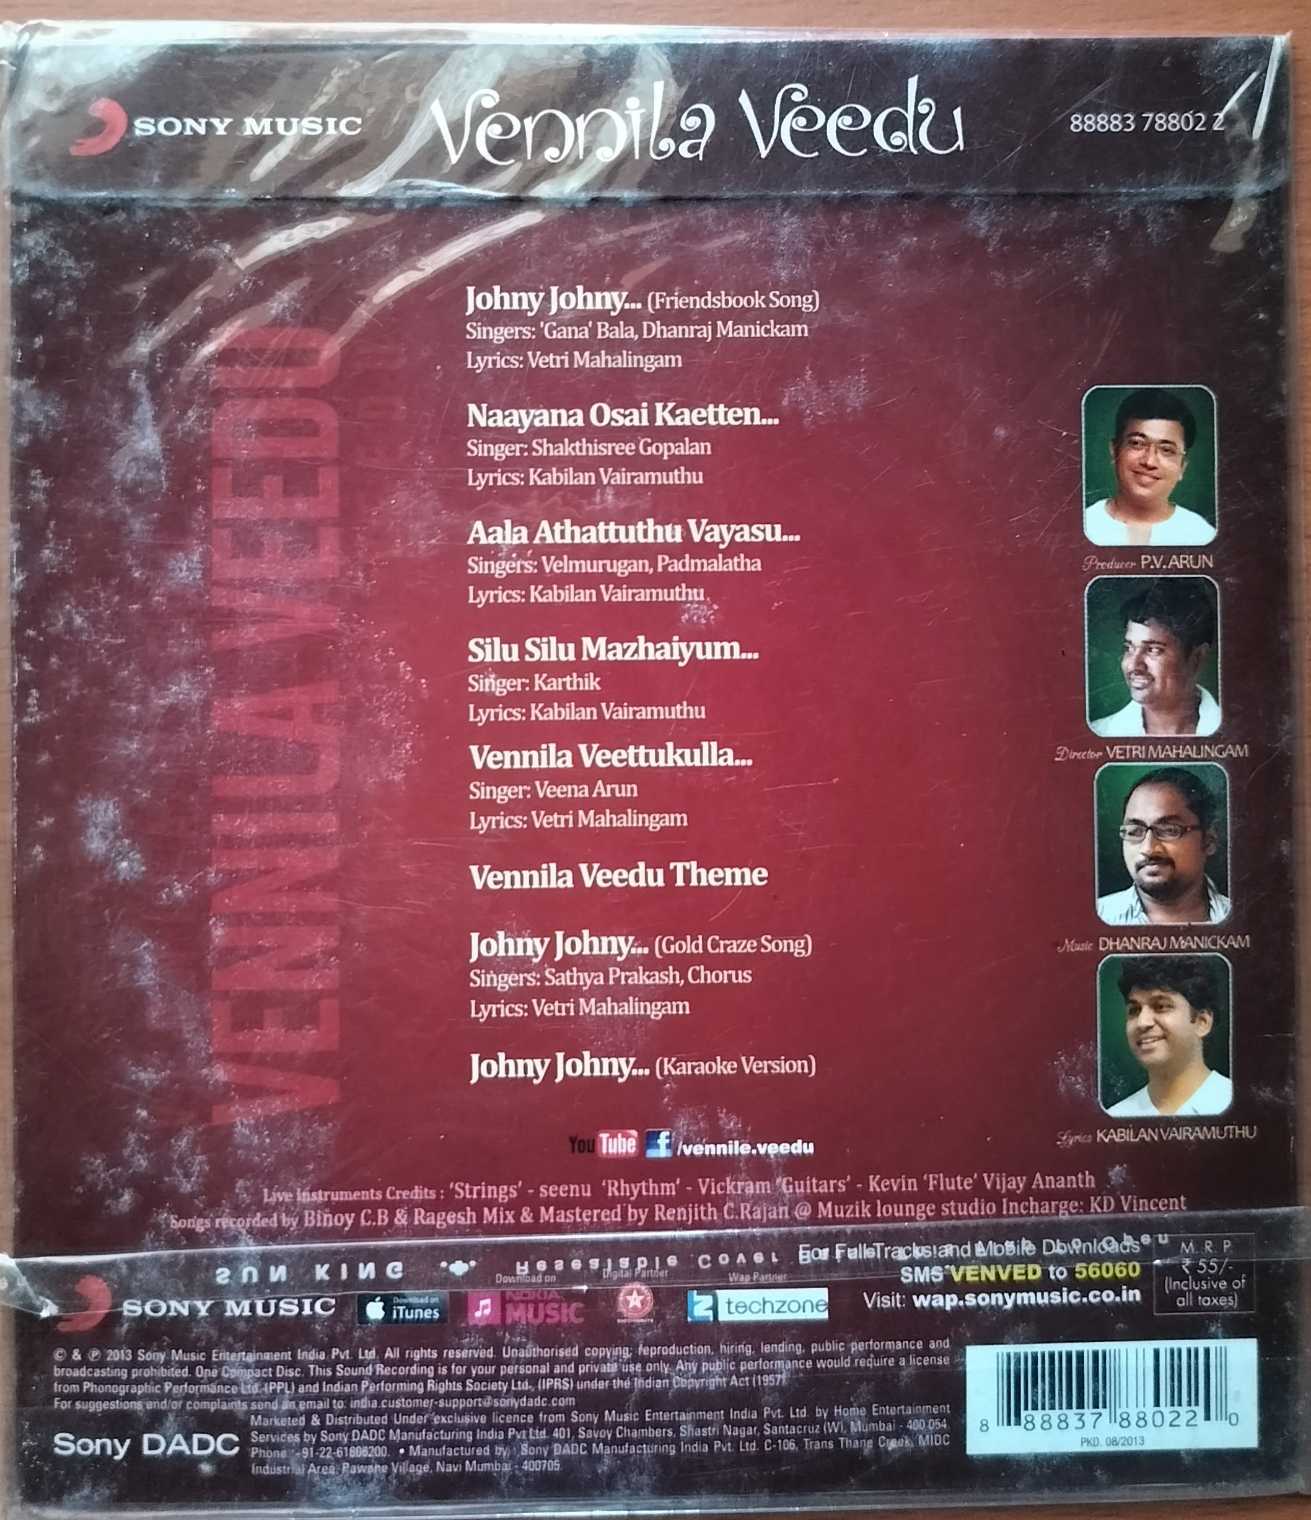 SONY MUSIC
Vennila Veedu
88883 78802 2
VENNILA VEEDU
Johny Johny... (Friendsbook Song)
Singers: 'Gana' Bala, Dhanraj Manickam
Lyrics: Vetri Mahalingam
Naayana Osai Kaetten...
Singer: Shakthisree Gopalan
Lyrics: Kabilan Vairamuthu
Aala Athattuthu Vayasu...
Singers: Velmurugan, Padmalatha
Lyrics: Kabilan Vairamuthu
Silu Silu Mazhaiyum...
Singer: Karthik
Lyrics: Kabilan Vairamuthu
Vennila Veettukulla...
Singer: Veena Arun
Lyrics: Vetri Mahalingam
Vennila Veedu Theme
Johny Johny... (Gold Craze Song)
Singers: Sathya Prakash, Chorus
Lyrics: Vetri Mahalingam
Johny Johny... (Karaoke Version)
Producer P.V. ARUN
Director VETRI MAHALINGAM
Music DHANRAJ MANICKAM
Lyrics KABILAN VAIRAMUTHU
YouTube f /vennile.veedu
Live Instruments Credits : 'Strings' - seenu 'Rhythm' - Vickram 'Guitars' - Kevin 'Flute' Vijay Ananth
Songs recorded by Binoy C.B & Ragesh Mix & Mastered by Renjith C.Rajan @ Muzik lounge studio Incharge: KD Vincent
SUN KING
Resealable Cover
SONY MUSIC
Download on iTunes
Download on
NOKIA MUSIC
Digital Partner
Wap Partner
techzone
For Full Tracks and Mobile Downloads
SMS VENVED to 56060
Visit: wap.sonymusic.co.in
M. R. P.
₹ 55/-
(Inclusive of
all taxes)
© & ℗ 2013 Sony Music Entertainment India Pvt. Ltd. All rights reserved. Unauthorised copying, reproduction, hiring, lending, public performance and
broadcasting prohibited. One Compact Disc. This Sound Recording is for your personal and private use only. Any public performance would require a license
from Phonographic Performance Ltd. (PPL) and Indian Performing Rights Society Ltd., (IPRS) under the Indian Copyright Act (1957)
For suggestions and/or complaints send an email to: india.customer-support@sonydadc.com
Sony DADC
Marketed & Distributed Under exclusive licence from Sony Music Entertainment India Pvt. Ltd. by Home Entertainment
Services by Sony DADC Manufacturing India Pvt Ltd. 401, Savoy Chambers, Shastri Nagar, Santacruz (W), Mumbai - 400 054.
Phone : +91-22-61806200. • Manufactured by : Sony DADC Manufacturing India Pvt. Ltd. C-106, Trans Thane Creek, MIDC
Industrial Area, Pawane Village, Navi Mumbai - 400705.
8 88837 88022 0
PKD. 08/2013